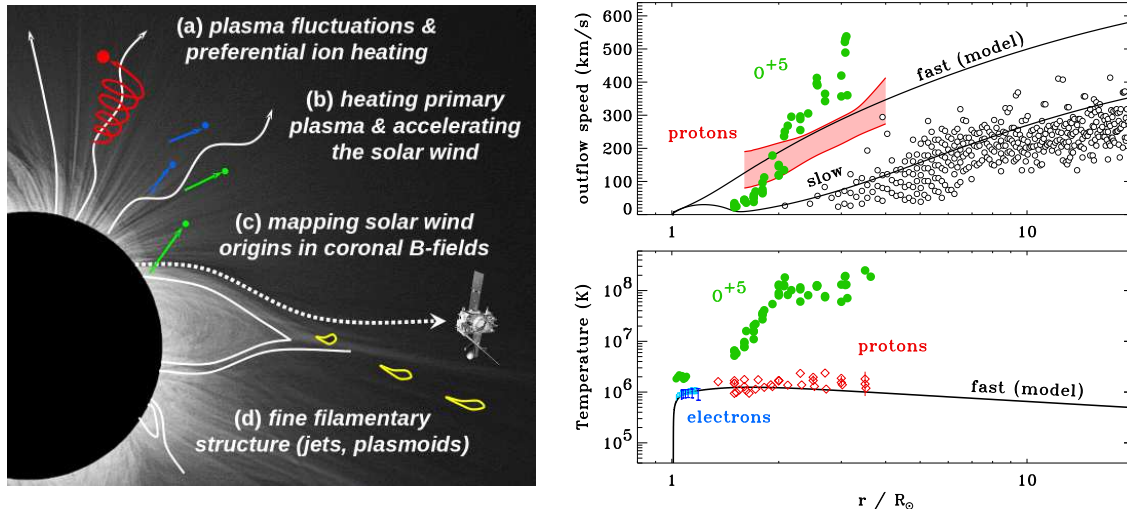 (a) plasma fluctuations &
preferential ion heating
(b) heating primary
plasma & accelerating
the solar wind
(c) mapping solar wind
origins in coronal B-fields
(d) fine filamentary
structure (jets, plasmoids)
outflow speed (km/s)
600
500
400
300
200
100
0
O+5
fast (model)
protons
slow
1
10
Temperature (K)
10^8
10^7
10^6
10^5
O+5
protons
fast (model)
electrons
1
10
r / R☉